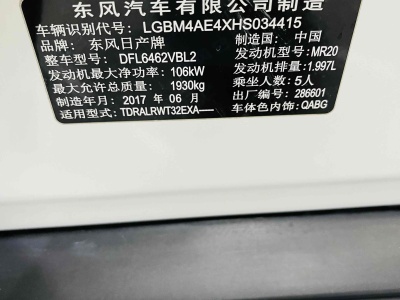 东风汽车有限公司制造
车辆识别代号：LGBM4AE4XHS034415
品牌：东风日产牌 制造国：中国
整车型号：DFL6462VBL2 发动机型号：MR20
发动机最大净功率：106kW 发动机排量：1.997L
最大允许总质量：1930kg 乘坐人数：5人
制造年月：2017 年 06 月 出厂编号：286601
适用型式：TDRALRWT32EXA—— 车体色内饰：QABG